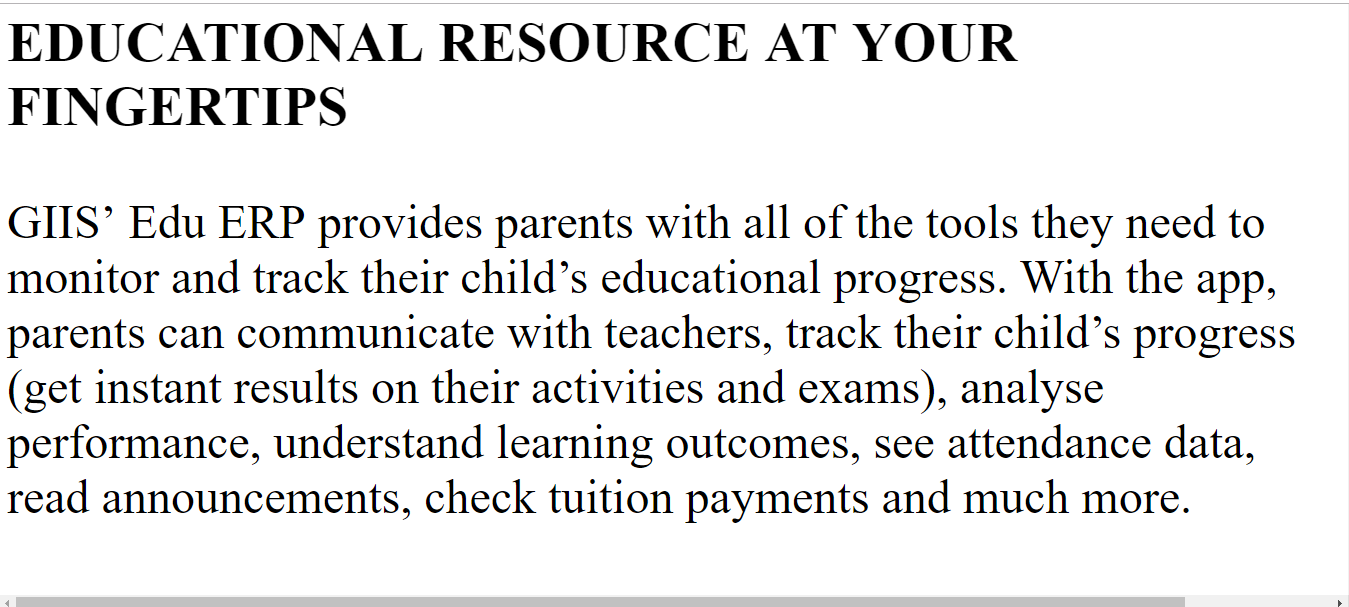 EDUCATIONAL RESOURCE AT YOUR
FINGERTIPS
GIIS’ Edu ERP provides parents with all of the tools they need to
monitor and track their child’s educational progress. With the app,
parents can communicate with teachers, track their child’s progress
(get instant results on their activities and exams), analyse
performance, understand learning outcomes, see attendance data,
read announcements, check tuition payments and much more.